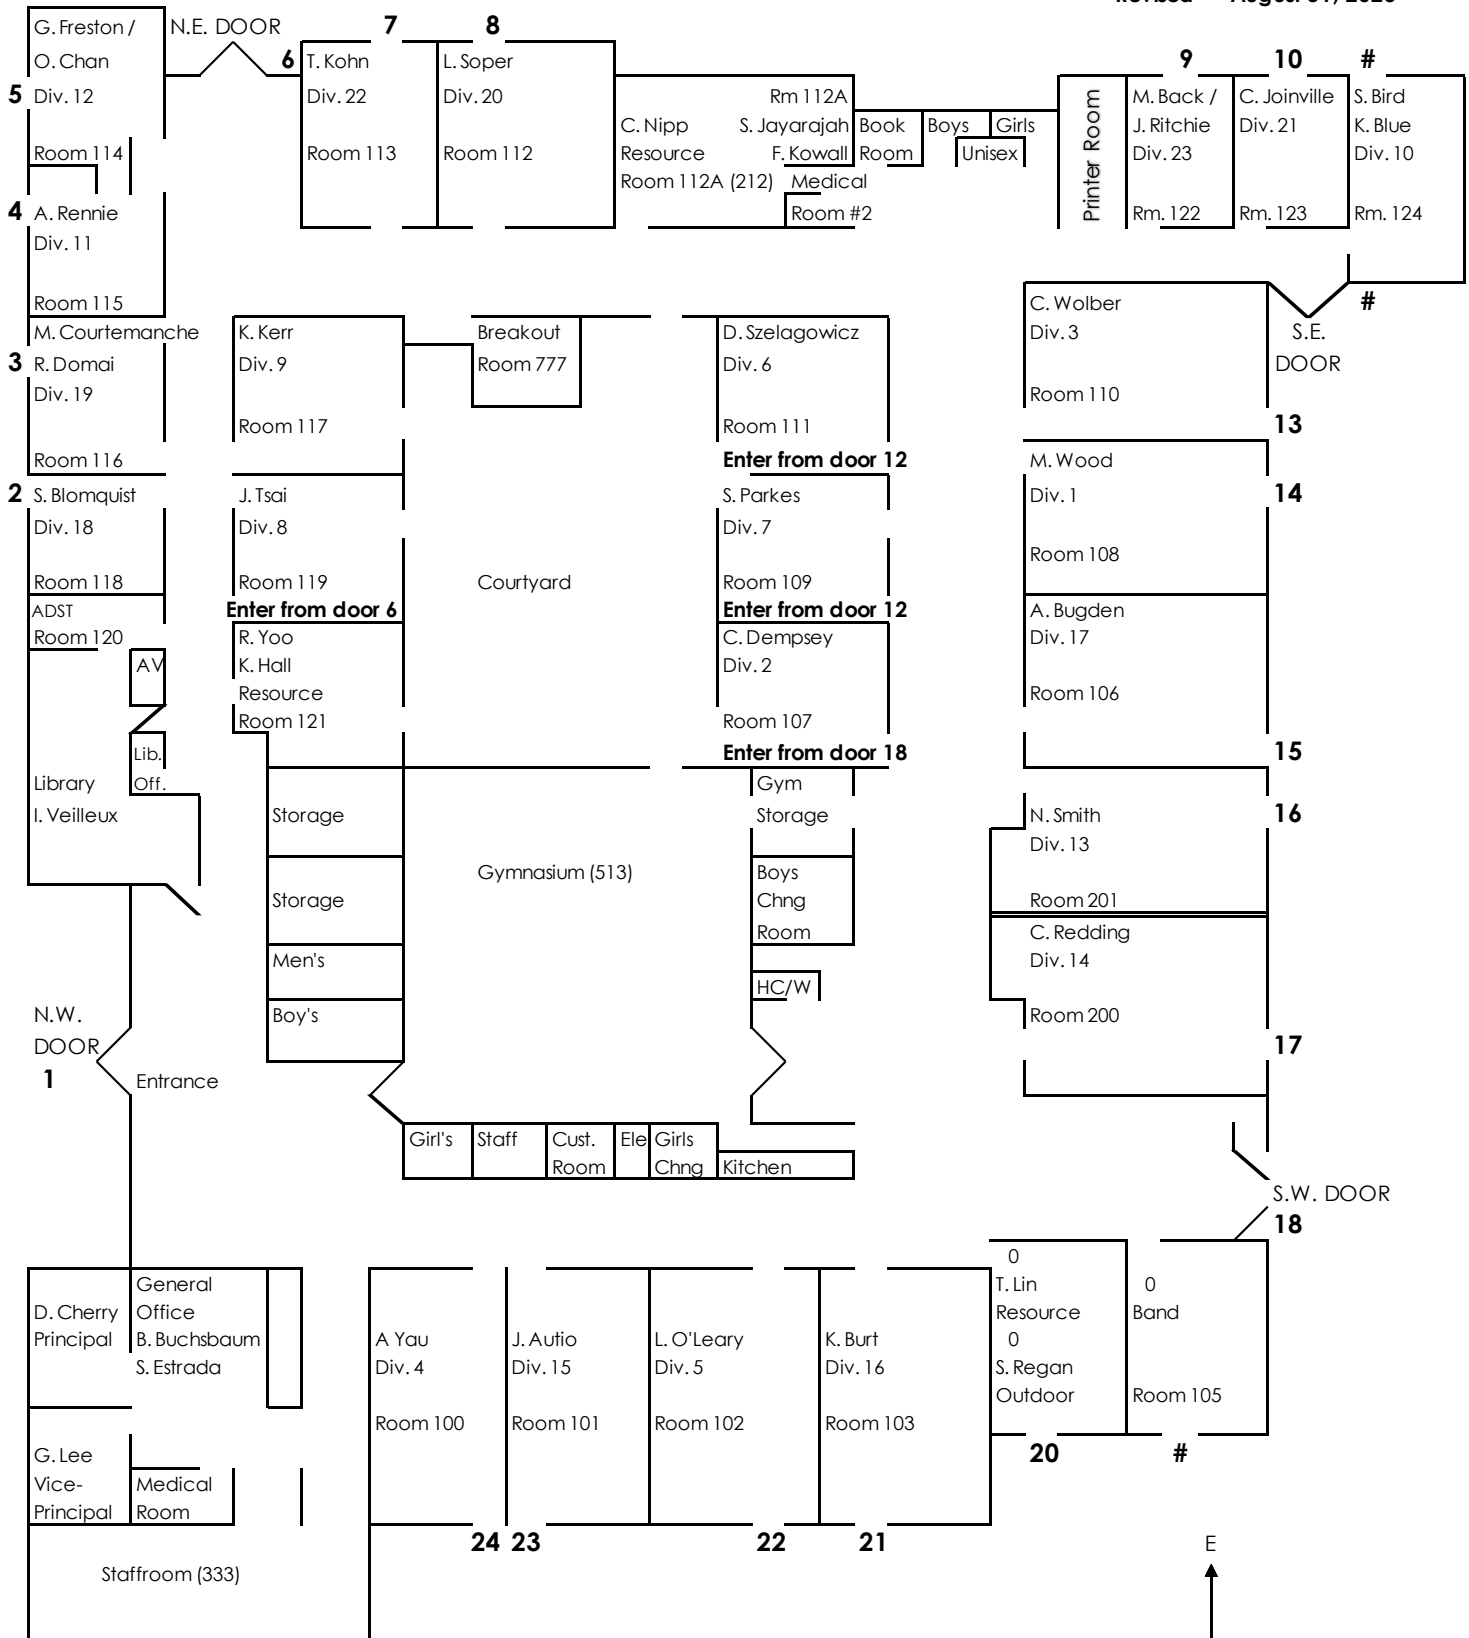 Revised August 31, 2023
G. Freston /
O. Chan
5 Div. 12
Room 114
N.E. DOOR
6
7
T. Kohn
Div. 22
Room 113
8
L. Soper
Div. 20
Room 112
C. Nipp
Resource
Room 112A (212)
Rm 112A
S. Jayarajah
F. Kowall
Medical
Room #2
Book
Room
Boys
Girls
Unisex
Printer Room
9
M. Back /
J. Ritchie
Div. 23
Rm. 122
10
C. Joinville
Div. 21
Rm. 123
#
S. Bird
K. Blue
Div. 10
Rm. 124
#
S.E.
DOOR
4 A. Rennie
Div. 11
Room 115
M. Courtemanche
3 R. Domai
Div. 19
Room 116
2 S. Blomquist
Div. 18
Room 118
ADST
Room 120
AV
Lib.
Off.
Library
I. Veilleux
K. Kerr
Div. 9
Room 117
J. Tsai
Div. 8
Room 119
Enter from door 6
R. Yoo
K. Hall
Resource
Room 121
Breakout
Room 777
Courtyard
D. Szelagowicz
Div. 6
Room 111
Enter from door 12
S. Parkes
Div. 7
Room 109
Enter from door 12
C. Dempsey
Div. 2
Room 107
Enter from door 18
C. Wolber
Div. 3
Room 110
13
M. Wood
Div. 1
14
Room 108
A. Bugden
Div. 17
Room 106
15
16
N. Smith
Div. 13
Room 201
C. Redding
Div. 14
Room 200
17
Storage
Storage
Men's
Boy's
Gymnasium (513)
Gym
Storage
Boys
Chng
Room
HC/W
N.W.
DOOR
1
Entrance
Girl's
Staff
Cust.
Room
Ele
Girls
Chng
Kitchen
S.W. DOOR
18
D. Cherry
Principal
General
Office
B. Buchsbaum
S. Estrada
G. Lee
Vice-
Principal
Medical
Room
Staffroom (333)
A Yau
Div. 4
Room 100
24
J. Autio
Div. 15
Room 101
23
L. O'Leary
Div. 5
Room 102
22
K. Burt
Div. 16
Room 103
21
0
T. Lin
Resource
0
S. Regan
Outdoor
20
0
Band
Room 105
#
E